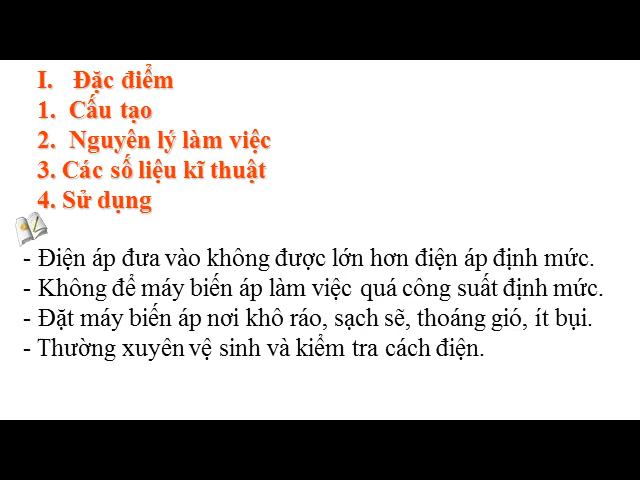 I. Đặc điểm
1. Cấu tạo
2. Nguyên lý làm việc
3. Các số liệu kĩ thuật
4. Sử dụng
- Điện áp đưa vào không được lớn hơn điện áp định mức.
- Không để máy biến áp làm việc quá công suất định mức.
- Đặt máy biến áp nơi khô ráo, sạch sẽ, thoáng gió, ít bụi.
- Thường xuyên vệ sinh và kiểm tra cách điện.